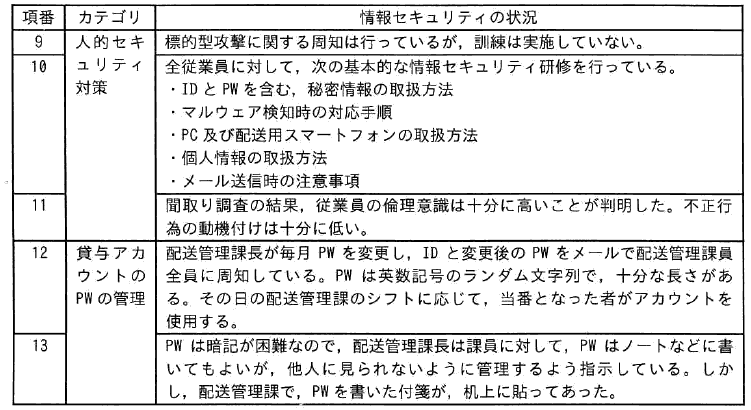 項番 カテゴリ 情報セキュリティの状況
9 人的セキ 標的型攻撃に関する周知は行っているが，訓練は実施していない。
10 ュリティ 全従業員に対して，次の基本的な情報セキュリティ研修を行っている。
対策 ・ID と PW を含む，秘密情報の取扱方法
・マルウェア検知時の対応手順
・PC 及び配送用スマートフォンの取扱方法
・個人情報の取扱方法
・メール送信時の注意事項
11 聞取り調査の結果，従業員の倫理意識は十分に高いことが判明した。不正行
為の動機付けは十分に低い。
12 貸与アカ 配送管理課長が毎月 PW を変更し，ID と変更後の PW をメールで配送管理課員
ウントの 全員に周知している。PW は英数記号のランダム文字列で，十分な長さがあ
PW の管理 る。その日の配送管理課のシフトに応じて，当番となった者がアカウントを
使用する。
13 PW は暗記が困難なので，配送管理課長は課員に対して，PW はノートなどに書
いてもよいが，他人に見られないように管理するよう指示している。しか
し，配送管理課で，PW を書いた付箋が，机上に貼ってあった。